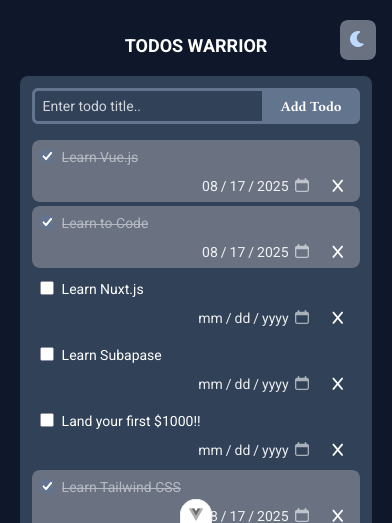 TODOS WARRIOR
Enter todo title..
Add Todo
Learn Vue.js
08 / 17 / 2025
Learn to Code
08 / 17 / 2025
Learn Nuxt.js
mm / dd / yyyy
Learn Subapase
mm / dd / yyyy
Land your first $1000!!
mm / dd / yyyy
Learn Tailwind CSS
/ 17 / 2025